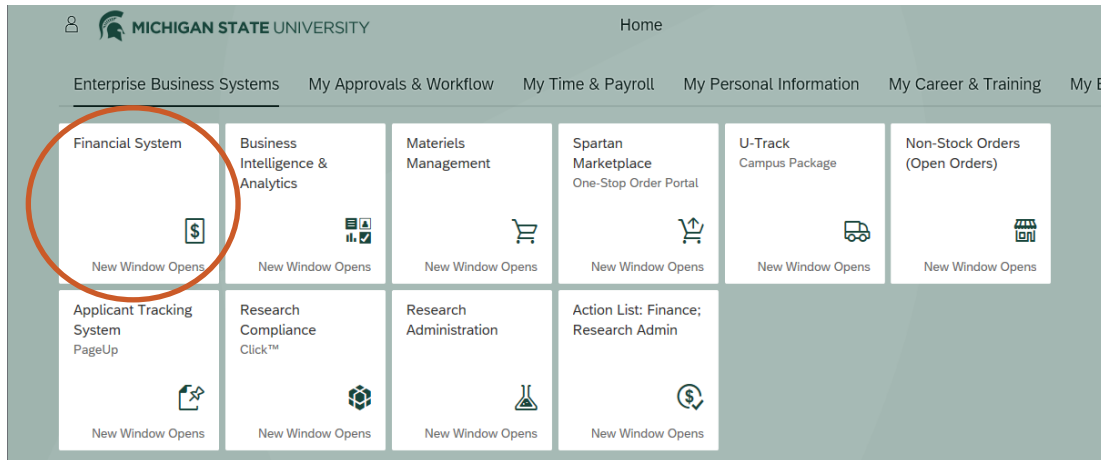 MICHIGAN STATE UNIVERSITY
Home
Enterprise Business Systems
My Approvals & Workflow
My Time & Payroll
My Personal Information
My Career & Training
My
Financial System
$
New Window Opens
Business
Intelligence &
Analytics
New Window Opens
Materiels
Management
New Window Opens
Spartan
Marketplace
One-Stop Order Portal
New Window Opens
U-Track
Campus Package
New Window Opens
Non-Stock Orders
(Open Orders)
New Window Opens
Applicant Tracking
System
PageUp
New Window Opens
Research
Compliance
Click™
New Window Opens
Research
Administration
New Window Opens
Action List: Finance;
Research Admin
$
New Window Opens